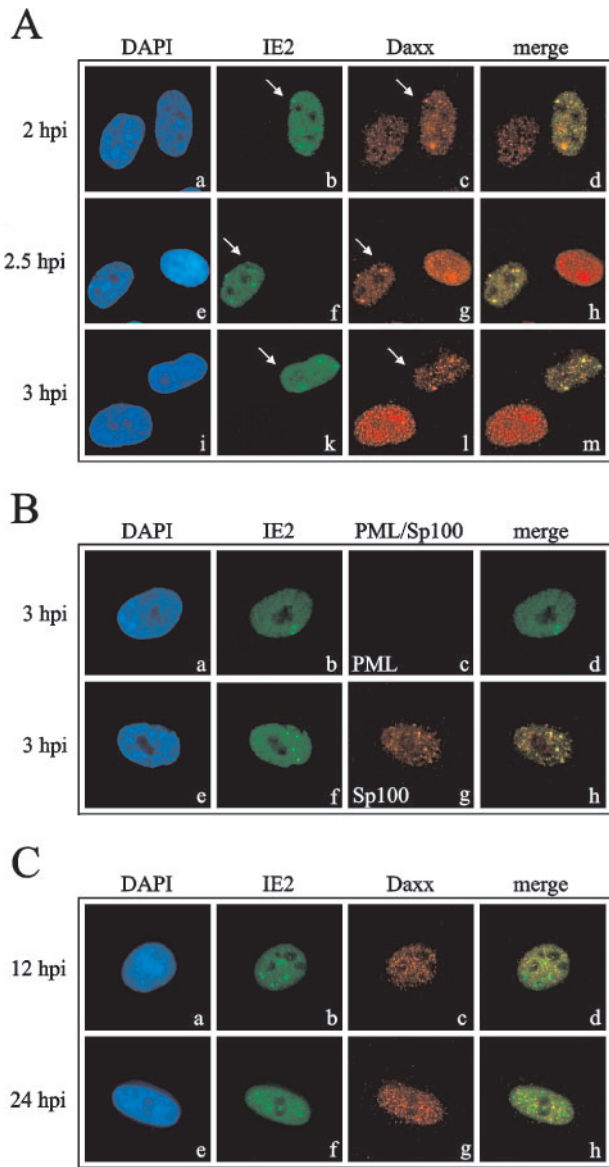 A
DAPI IE2 Daxx merge
2 hpi a b c d
2.5 hpi e f g h
3 hpi i k l m
B
DAPI IE2 PML/Sp100 merge
3 hpi a b PML c d
3 hpi e f Sp100 g h
C
DAPI IE2 Daxx merge
12 hpi a b c d
24 hpi e f g h